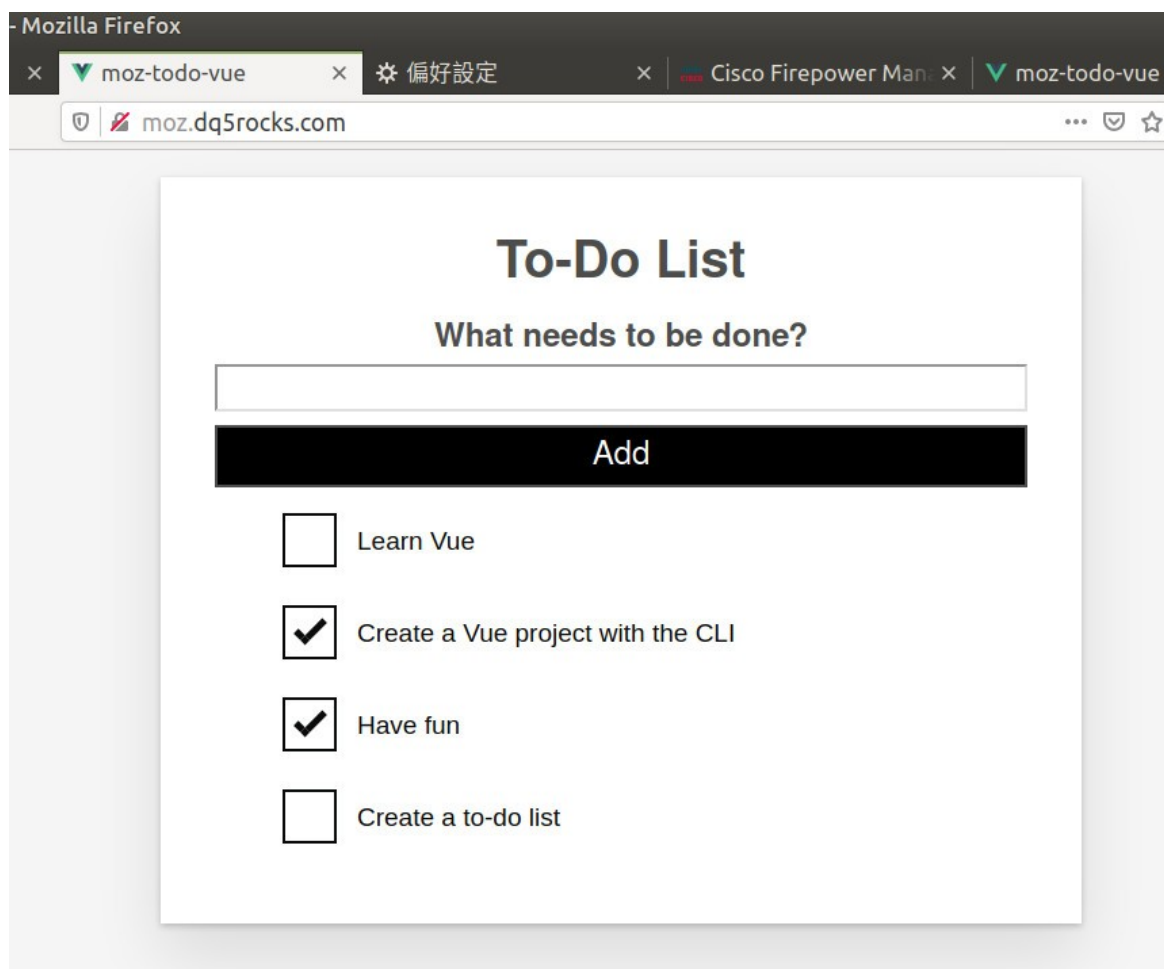 - Mozilla Firefox
moz-todo-vue 偏好設定 Cisco Firepower Man moz-todo-vue
moz.dq5rocks.com
To-Do List
What needs to be done?
Add
Learn Vue
Create a Vue project with the CLI
Have fun
Create a to-do list